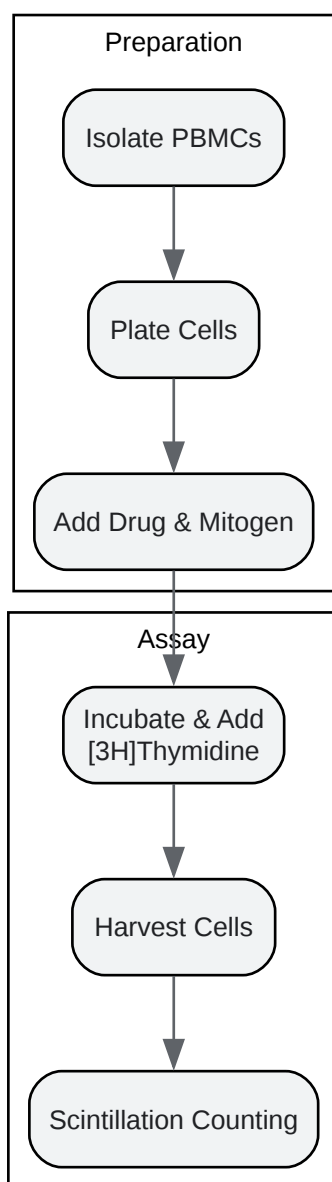 Preparation
Isolate PBMCs
Plate Cells
Add Drug & Mitogen
Assay
Incubate & Add
[3H]Thymidine
Harvest Cells
Scintillation Counting